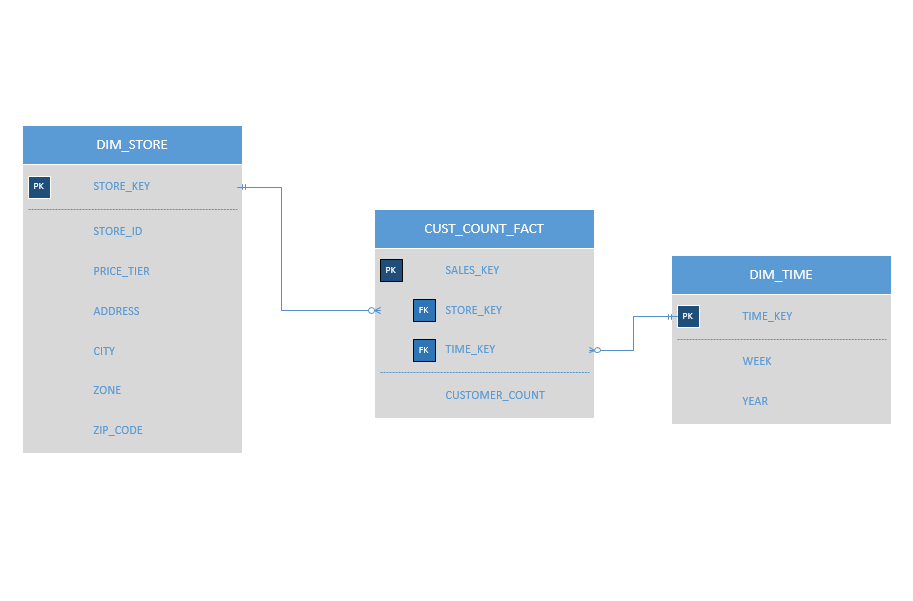 DIM_STORE
PK STORE_KEY
STORE_ID
PRICE_TIER
ADDRESS
CITY
ZONE
ZIP_CODE
CUST_COUNT_FACT
PK SALES_KEY
FK STORE_KEY
FK TIME_KEY
CUSTOMER_COUNT
DIM_TIME
PK TIME_KEY
WEEK
YEAR